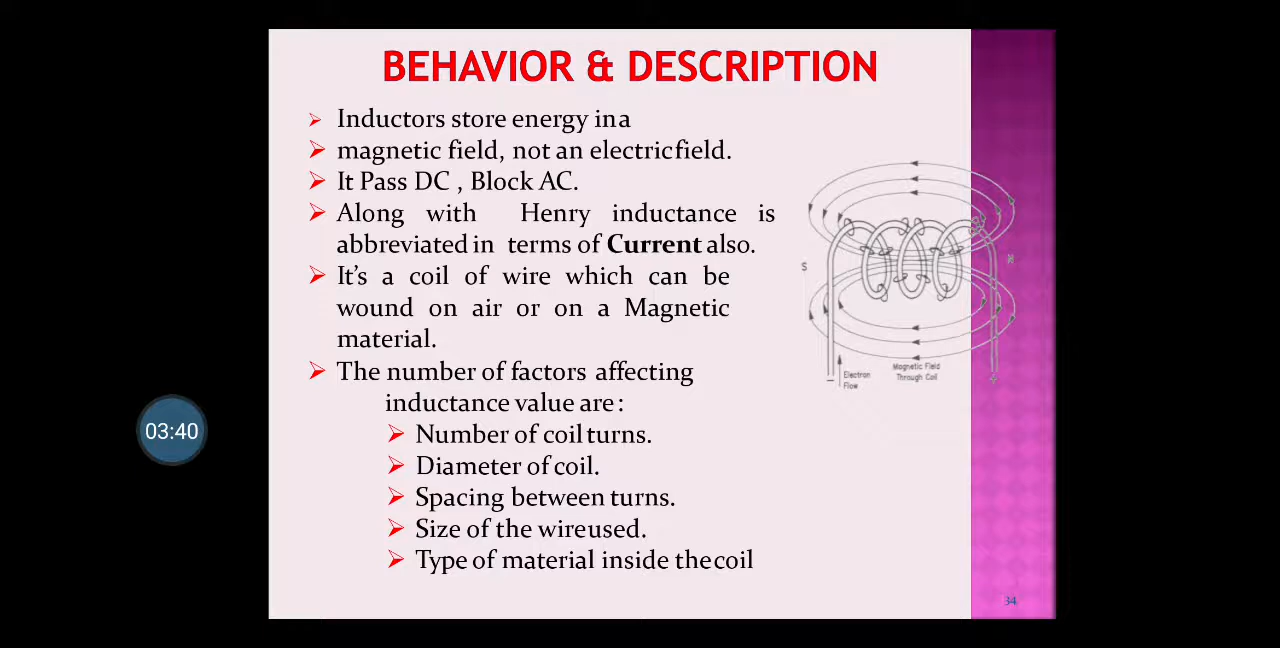 BEHAVIOR & DESCRIPTION
➢ Inductors store energy in a
➢ magnetic field, not an electric field.
➢ It Pass DC , Block AC.
➢ Along with Henry inductance is
abbreviated in terms of Current also.
➢ It's a coil of wire which can be
wound on air or on a Magnetic
material.
➢ The number of factors affecting
inductance value are :
➢ Number of coil turns.
➢ Diameter of coil.
➢ Spacing between turns.
➢ Size of the wire used.
➢ Type of material inside the coil
S
N
− 
+
Electron
Flow
Magnetic Field
Through Coil
03:40
34